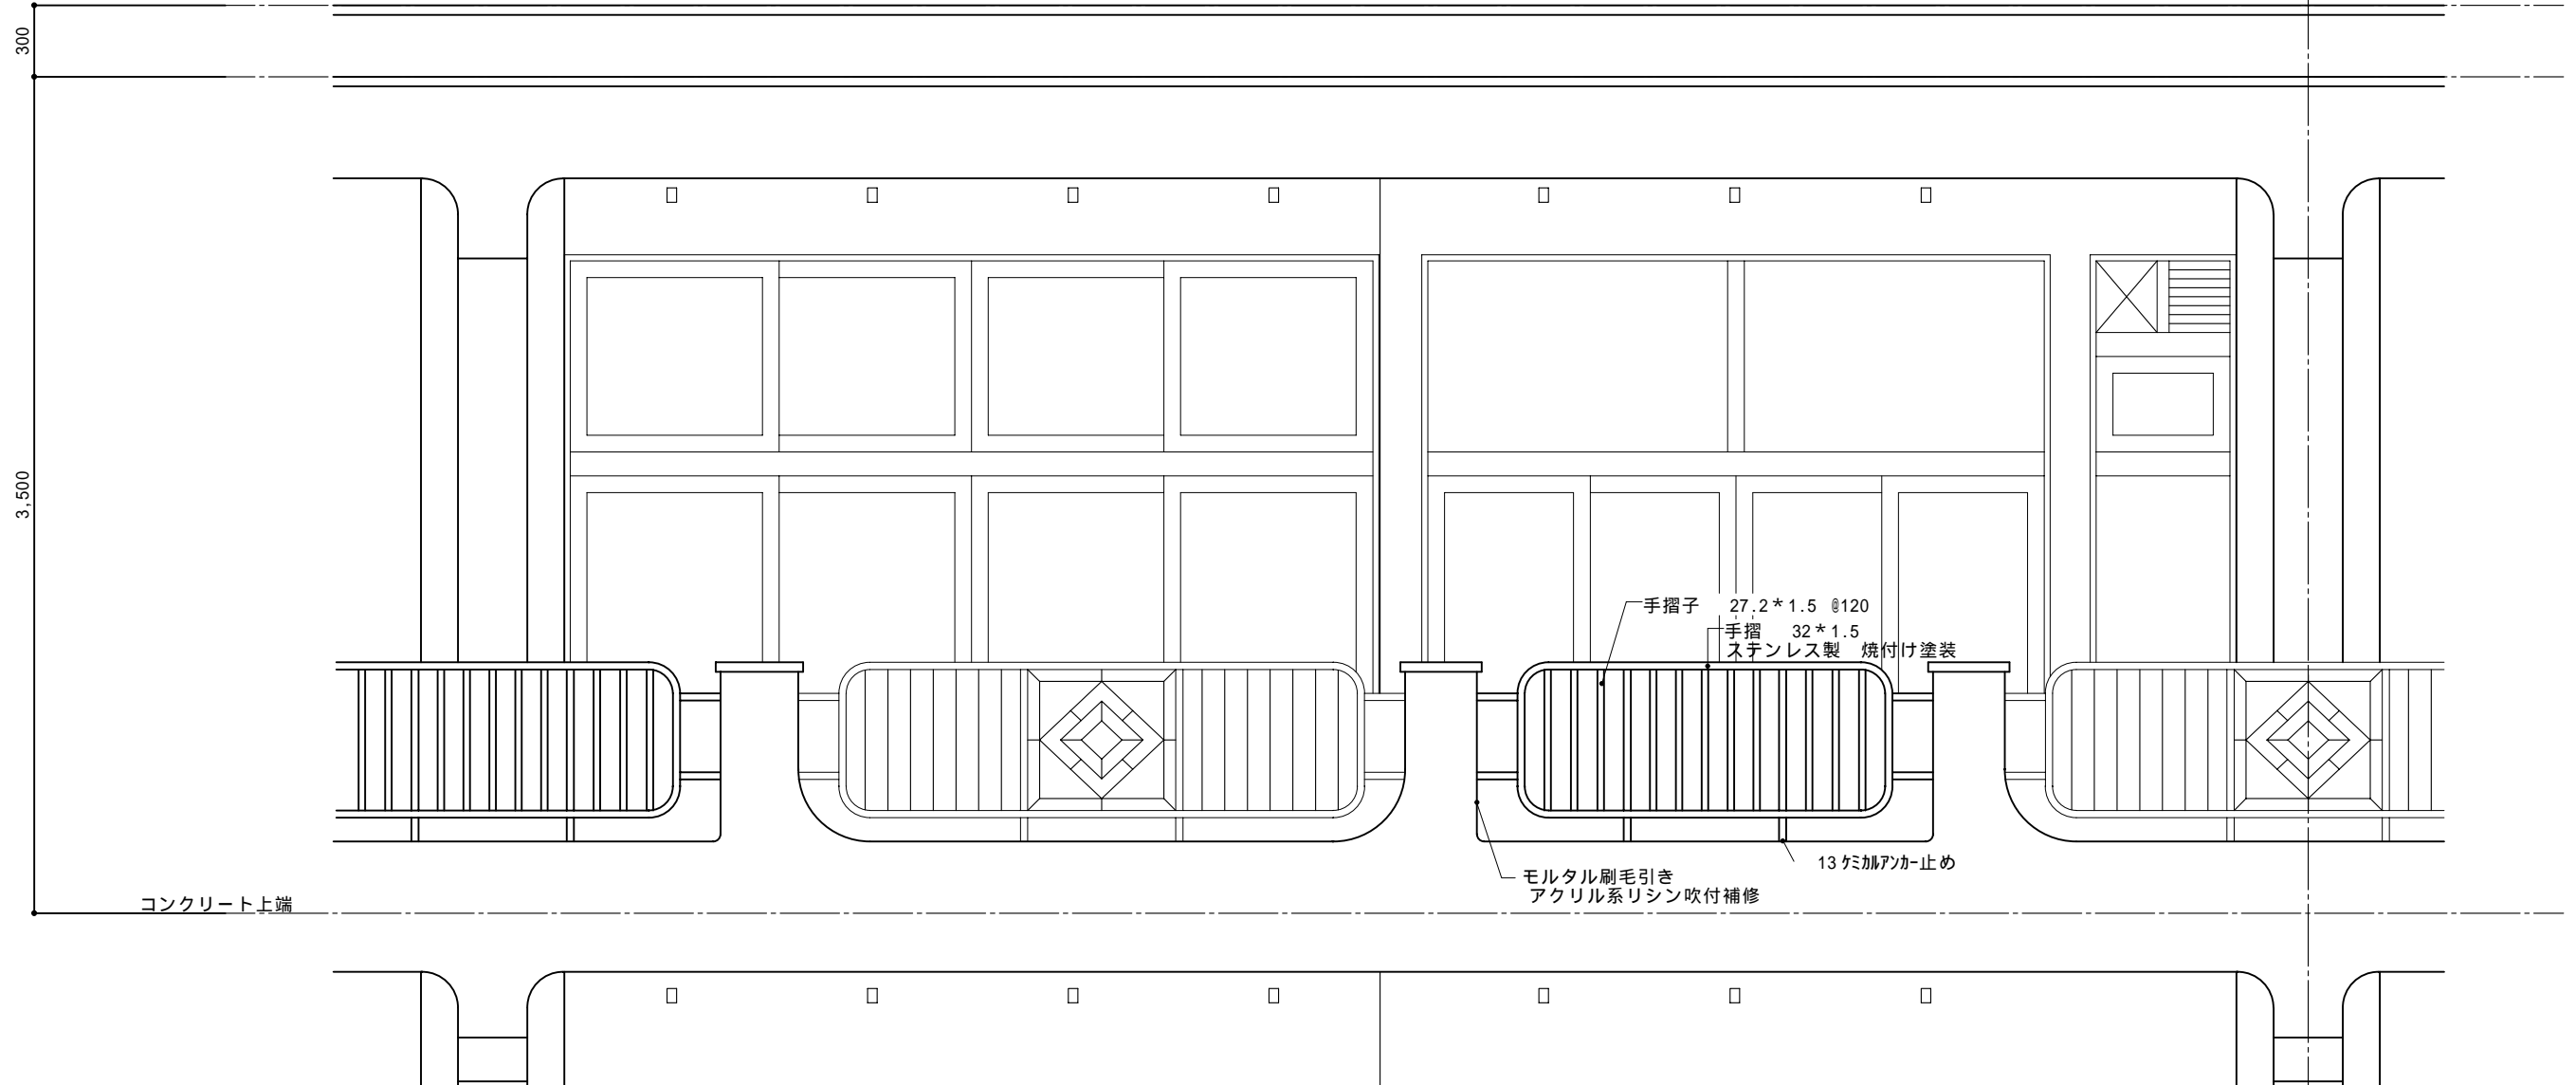 300
3,500
手摺子 27.2*1.5 @120
手摺 32*1.5
ステンレス製 焼付け塗装
13 ｹﾐｶﾙｱﾝｶｰ止め
モルタル刷毛引き
アクリル系リシン吹付補修
コンクリート上端